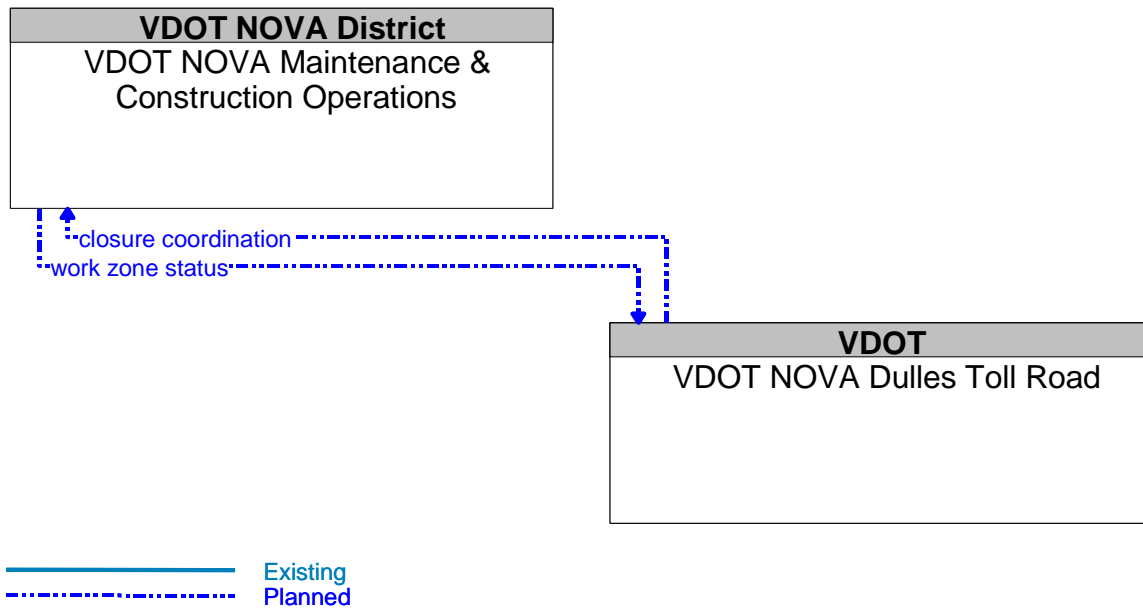 VDOT NOVA District
VDOT NOVA Maintenance &
Construction Operations
closure coordination
work zone status
VDOT
VDOT NOVA Dulles Toll Road
Existing
Planned